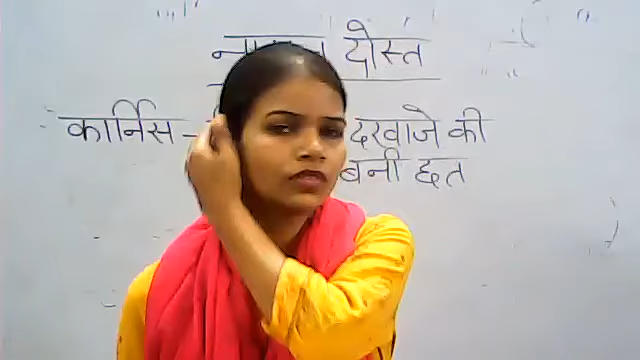 दोस्त
कार्निस - दरवाजे की
बनी छत